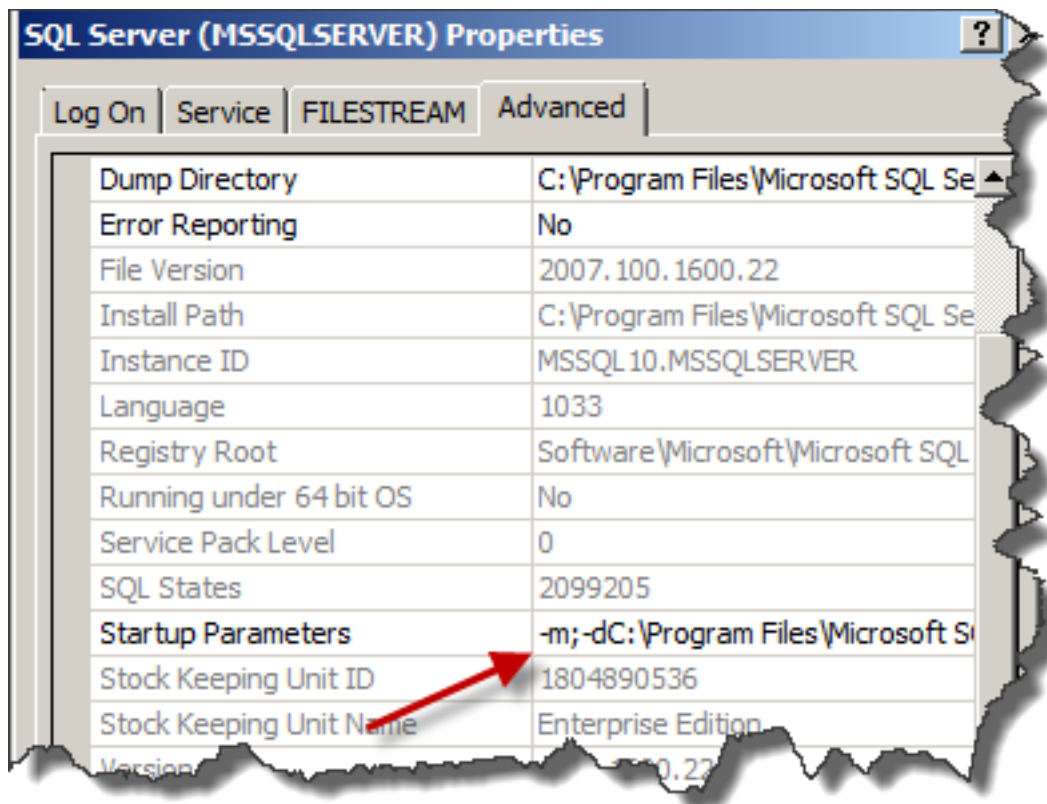 SQL Server (MSSQLSERVER) Properties ?
Log On Service FILESTREAM Advanced
Dump Directory C:\Program Files\Microsoft SQL Se
Error Reporting No
File Version 2007.100.1600.22
Install Path C:\Program Files\Microsoft SQL Se
Instance ID MSSQL10.MSSQLSERVER
Language 1033
Registry Root Software\Microsoft\Microsoft SQL
Running under 64 bit OS No
Service Pack Level 0
SQL States 2099205
Startup Parameters -m;-dC:\Program Files\Microsoft S
Stock Keeping Unit ID 1804890536
Stock Keeping Unit Name Enterprise Edition
Version